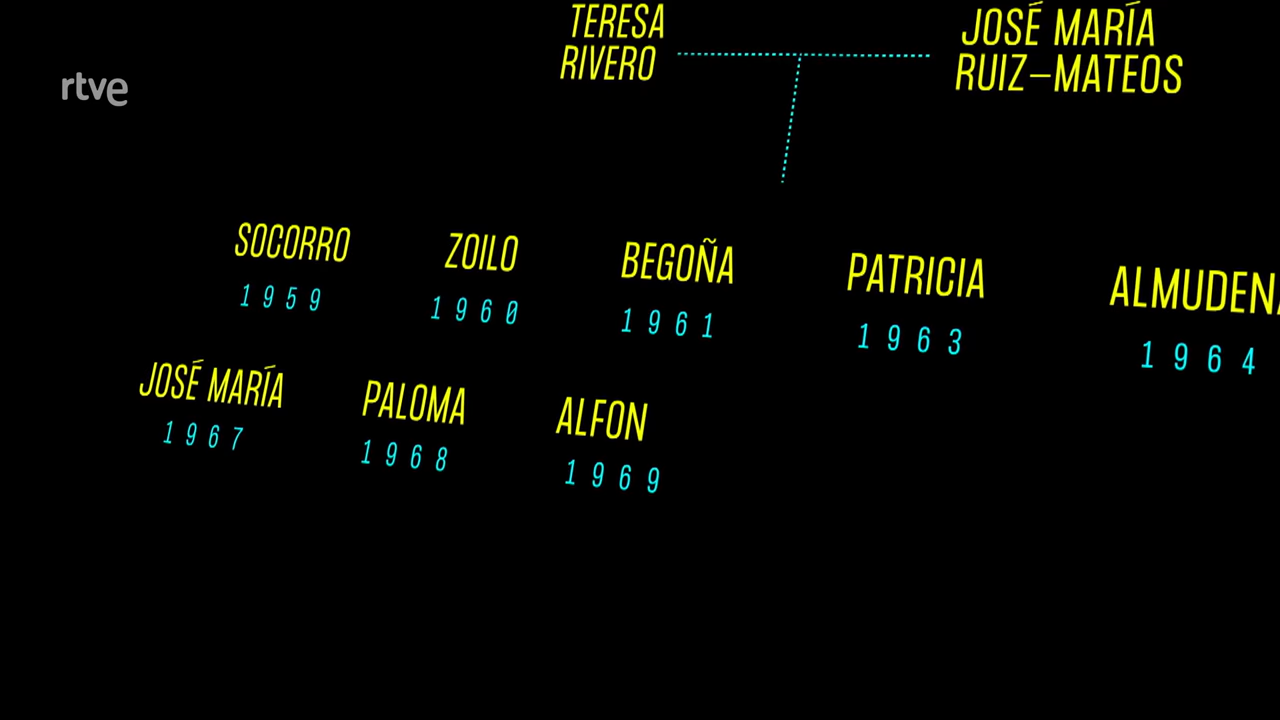 TERESA
RIVERO
JOSÉ MARÍA
RUIZ-MATEOS
rtve
SOCORRO
1959
ZOILO
1960
BEGOÑA
1961
PATRICIA
1963
ALMUDENA
1964
JOSÉ MARÍA
1967
PALOMA
1968
ALFON
1969